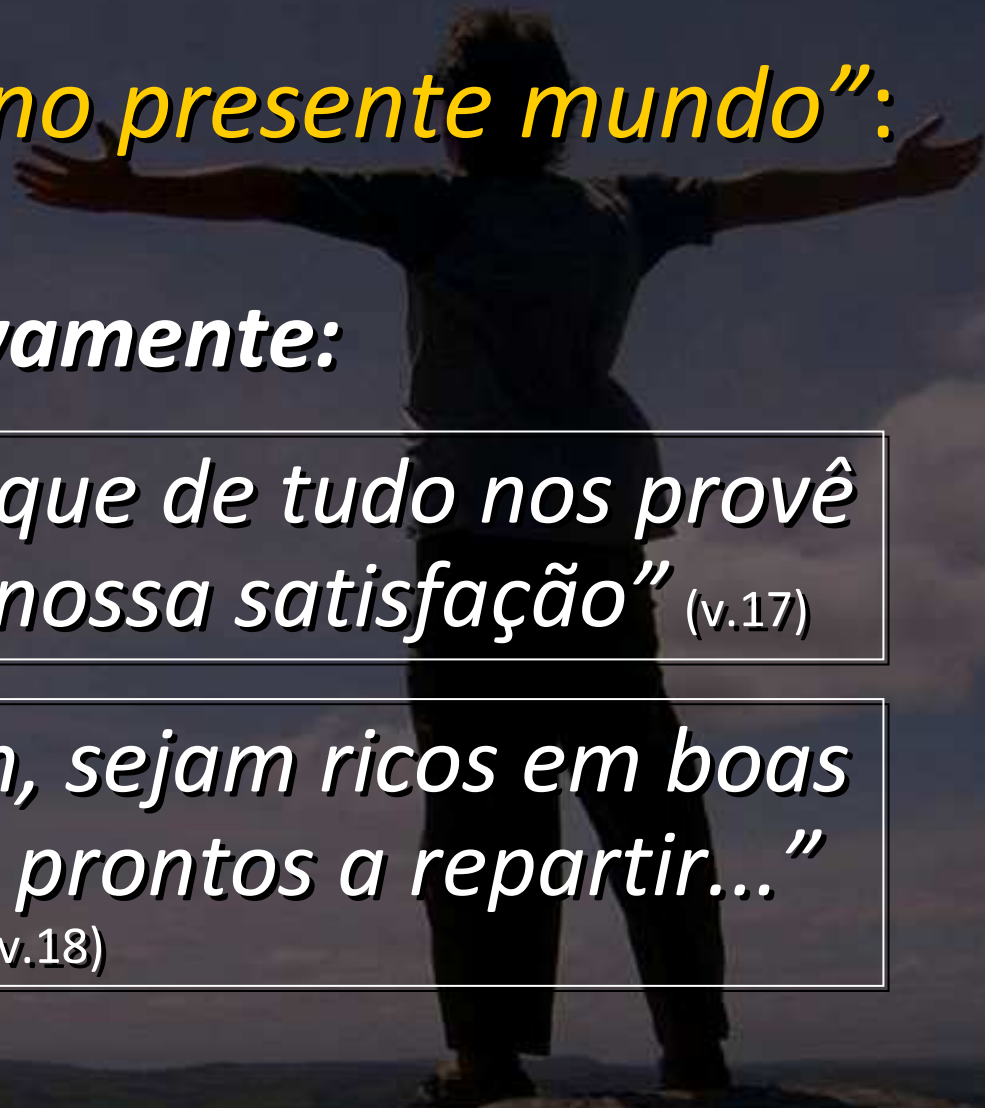 no presente mundo”:
vamente:
que de tudo nos provê
nossa satisfação” (v.17)
, sejam ricos em boas
prontos a repartir...”
v.18)